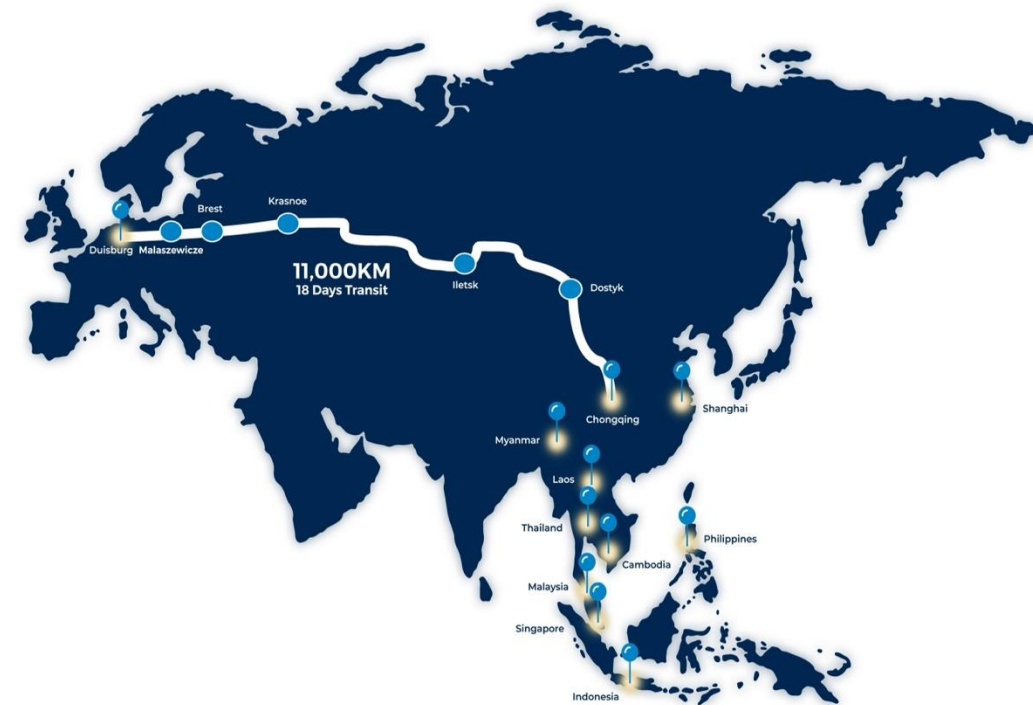 Krasnoe
Brest
Duisburg
Malaszewicze
11,000KM
18 Days Transit
Iletsk
Dostyk
Chongqing
Shanghai
Myanmar
Laos
Thailand
Philippines
Cambodia
Malaysia
Singapore
Indonesia